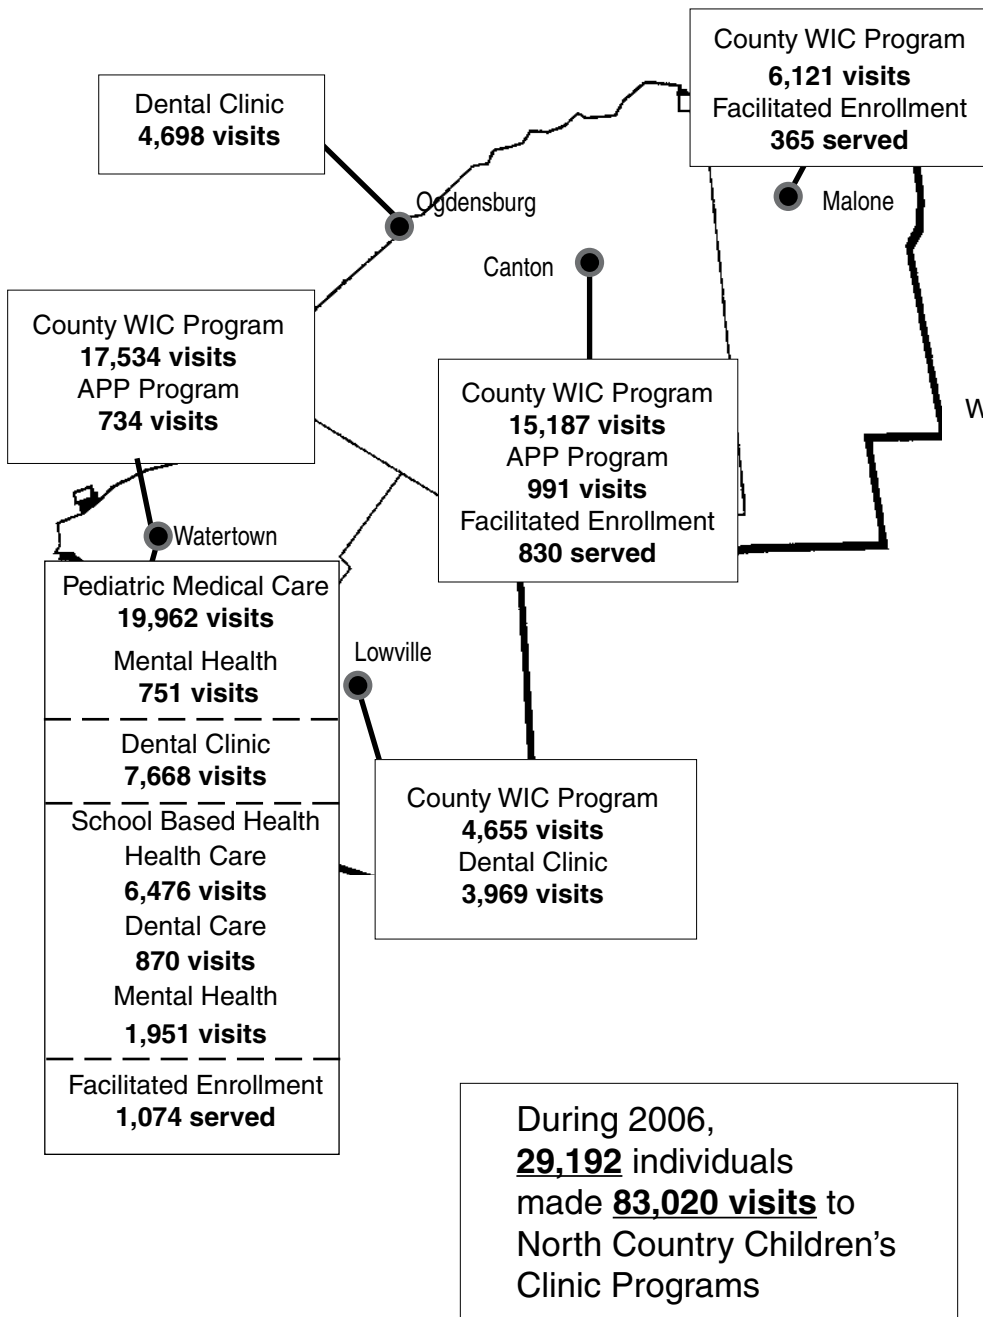 County WIC Program
6,121 visits
Facilitated Enrollment
365 served
Dental Clinic
4,698 visits
Ogdensburg
Malone
Canton
County WIC Program
17,534 visits
APP Program
734 visits
County WIC Program
15,187 visits
APP Program
991 visits
Facilitated Enrollment
830 served
W
Watertown
Pediatric Medical Care
19,962 visits
Mental Health
751 visits
Dental Clinic
7,668 visits
School Based Health
Health Care
6,476 visits
Dental Care
870 visits
Mental Health
1,951 visits
Facilitated Enrollment
1,074 served
Lowville
County WIC Program
4,655 visits
Dental Clinic
3,969 visits
During 2006,
29,192 individuals
made 83,020 visits to
North Country Children's
Clinic Programs